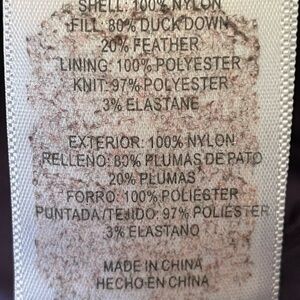 SHELL: 100% NYLON
FILL: 80% DUCK DOWN
20% FEATHER
LINING: 100% POLYESTER
KNIT: 97% POLYESTER
3% ELASTANE
EXTERIOR: 100% NYLON
RELLENO: 80% PLUMAS DE PATO
20% PLUMAS
FORRO: 100% POLIÉSTER
PUNTADA/TEJIDO: 97% POLIÉSTER
3% ELASTANO
MADE IN CHINA
HECHO EN CHINA